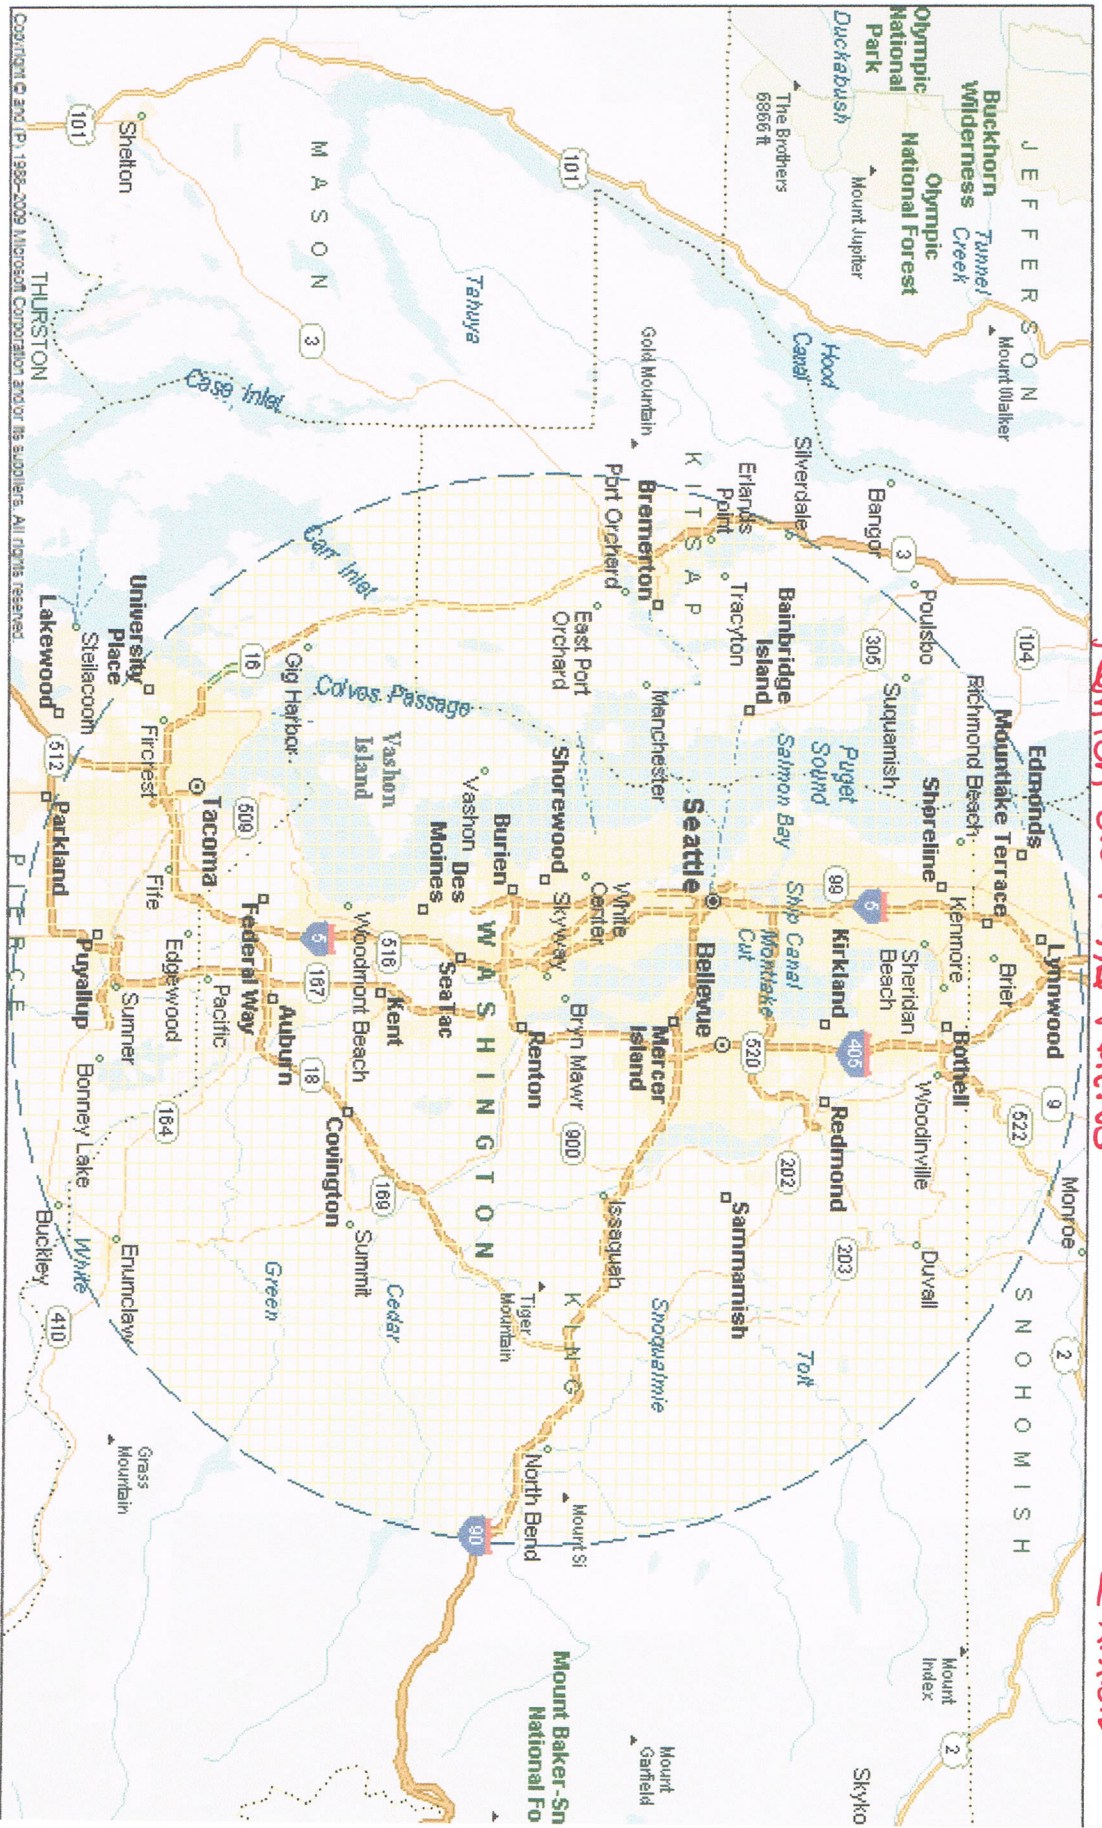 JEFFERSON
Mount Walker
Buckhorn
Wilderness
Tunnel
Creek
Olympic
National
Park
Olympic
National Forest
Duckabush
Mount Jupiter
The Brothers
6866 ft
Hood
Canal
101
104
Edmonds
Mountlake Terrace
Richmond Beach
Lynnwood
Brier
9
522
Monroe
2
SNOHOMISH
Mount
Index
2
Skyko
Bangor
3
Poulsbo
305
Suquamish
Shoreline
Kenmore
Bothell
Woodinville
Sheridan
Beach
Duvall
Silverdale
Puget
Sound
99
5
Kirkland
405
Redmond
203
202
Erlands
Point
Tracyton
Bainbridge
Island
Salmon Bay
Ship Canal
Montlake
Cut
520
Tolt
KITSAP
Gold Mountain
Bremerton
Manchester
Seattle
Bellevue
Sammamish
Port Orchard
East Port
Orchard
White
Center
Mercer
Island
Issaquah
Snoqualmie
Mount
Garfield
Shorewood
Skyway
Bryn Mawr
900
KING
Mount Si
Mount Baker-Sn
National Fo
Tahuya
Vashon
Burien
Renton
Tiger
Mountain
North Bend
90
WASHINGTON
Des
Moines
SeaTac
Colvos Passage
Vashon
Island
516
Kent
169
Cedar
MASON
3
Carr Inlet
Gig Harbor
Woodmont Beach
5
167
Covington
Summit
Case Inlet
16
509
Federal Way
Auburn
18
Green
Shelton
101
University
Place
Fircrest
Tacoma
Fife
Edgewood
Pacific
164
Enumclaw
Grass
Mountain
THURSTON
Lakewood
Steilacoom
512
Parkland
Puyallup
Sumner
Bonney Lake
Buckley
White
410
PIERCE
Copyright © and (P) 1988–2009 Microsoft Corporation and/or its suppliers. All rights reserved.